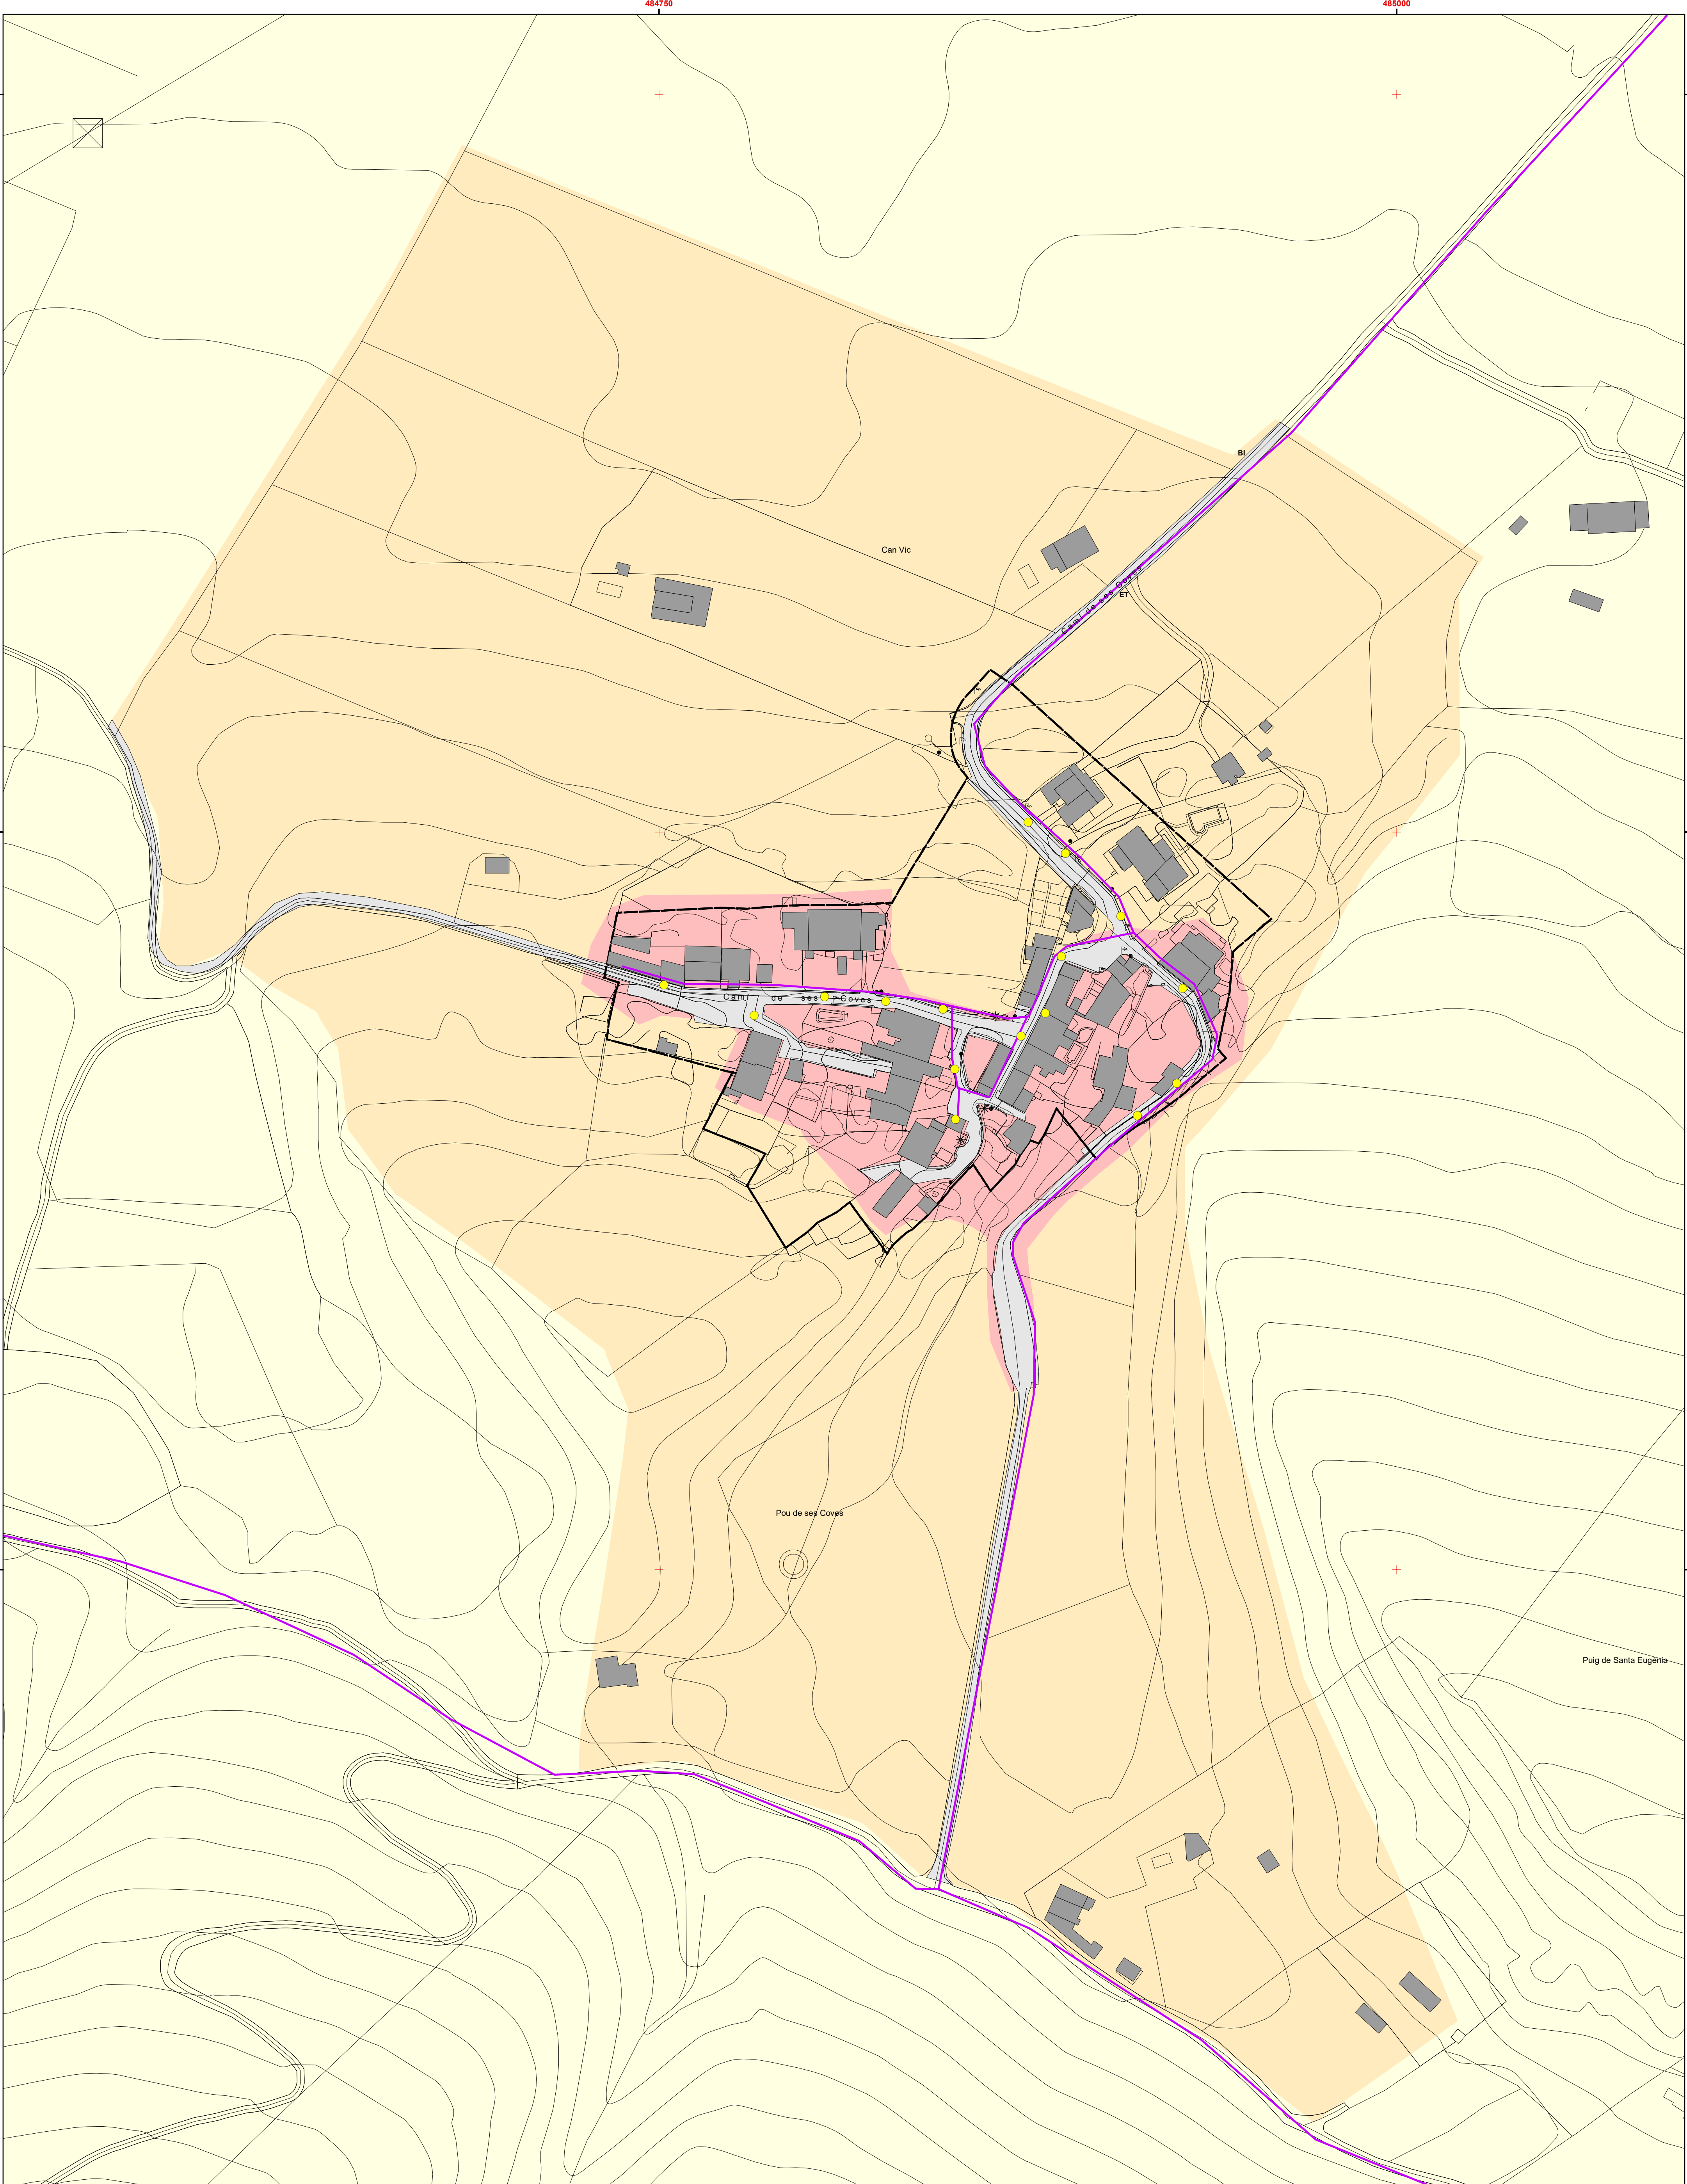 484750 485000
BI
Can Vic
Camí de ses Coves
ET
Camí de ses Coves
Pou de ses Coves
Puig de Santa Eugènia